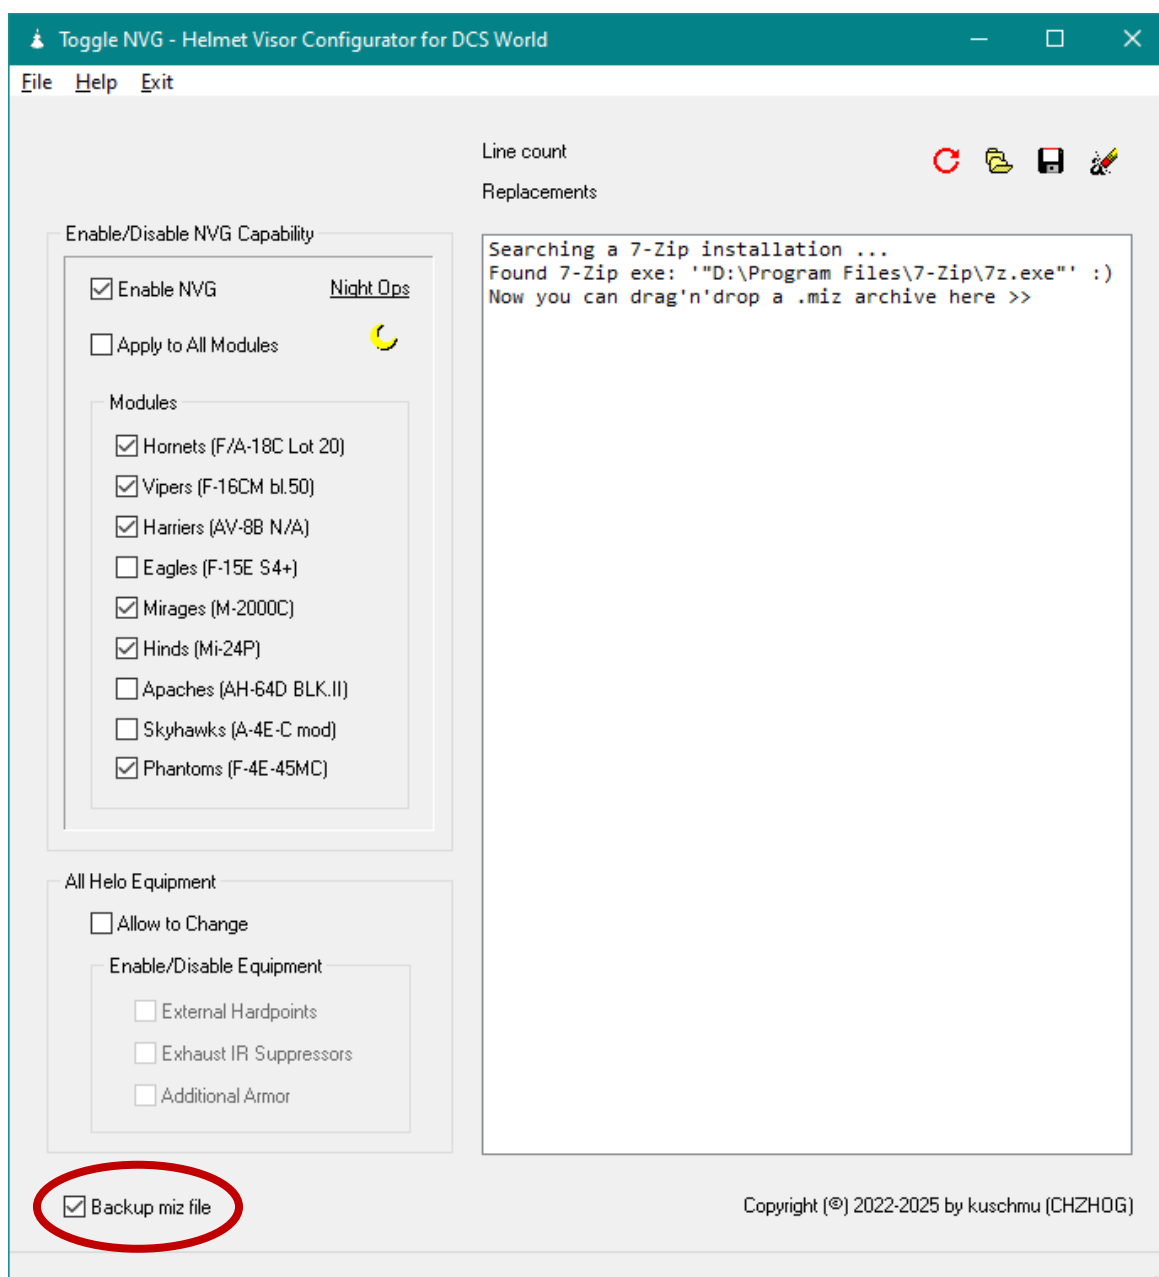 Toggle NVG - Helmet Visor Configurator for DCS World
File Help Exit
Line count
Replacements
Enable/Disable NVG Capability
Enable NVG Night Ops
Apply to All Modules
Modules
Hornets (F/A-18C Lot 20)
Vipers (F-16CM bl.50)
Harriers (AV-8B N/A)
Eagles (F-15E S4+)
Mirages (M-2000C)
Hinds (Mi-24P)
Apaches (AH-64D BLK.II)
Skyhawks (A-4E-C mod)
Phantoms (F-4E-45MC)
All Helo Equipment
Allow to Change
Enable/Disable Equipment
External Hardpoints
Exhaust IR Suppressors
Additional Armor
Backup miz file
Searching a 7-Zip installation ...
Found 7-Zip exe: '"D:\Program Files\7-Zip\7z.exe"' :)
Now you can drag'n'drop a .miz archive here >>
Copyright (©) 2022-2025 by kuschmu (CHZHOG)